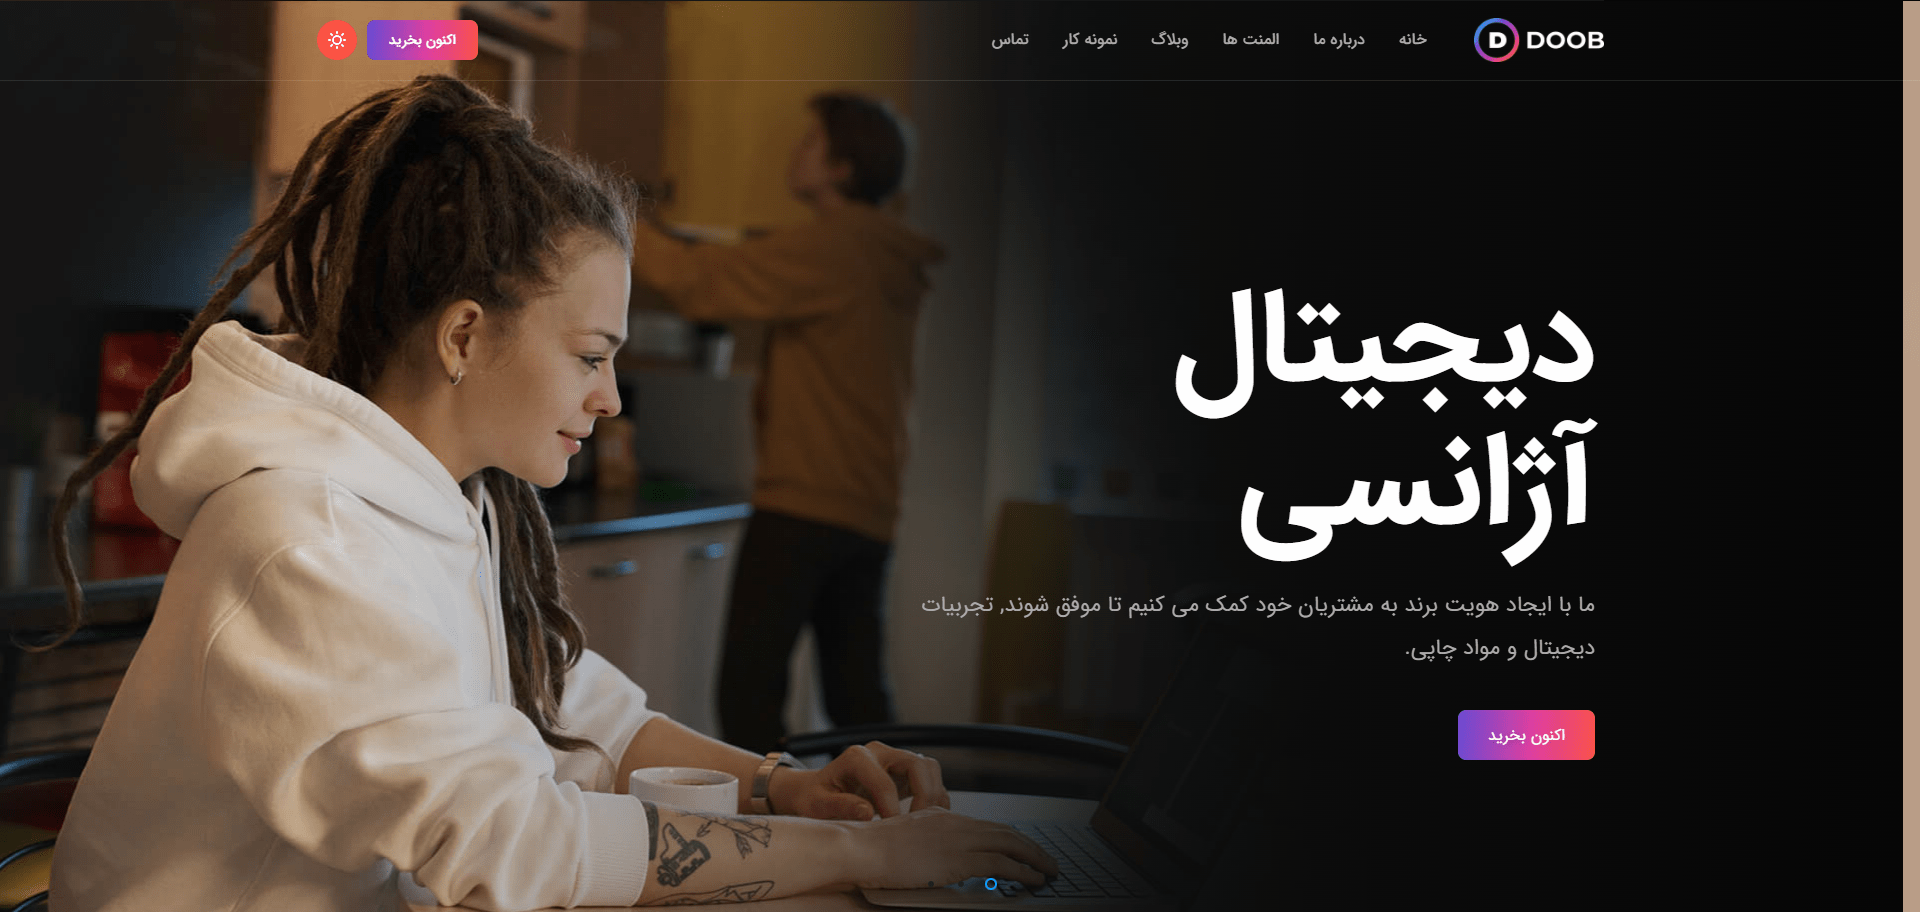 DOOB
خانه
درباره ما
المنت ها
وبلاگ
نمونه کار
تماس
اکنون بخرید
دیجیتال
آژانسی
ما با ایجاد هویت برند به مشتریان خود کمک می کنیم تا موفق شوند, تجربیات
دیجیتال و مواد چاپی.
اکنون بخرید